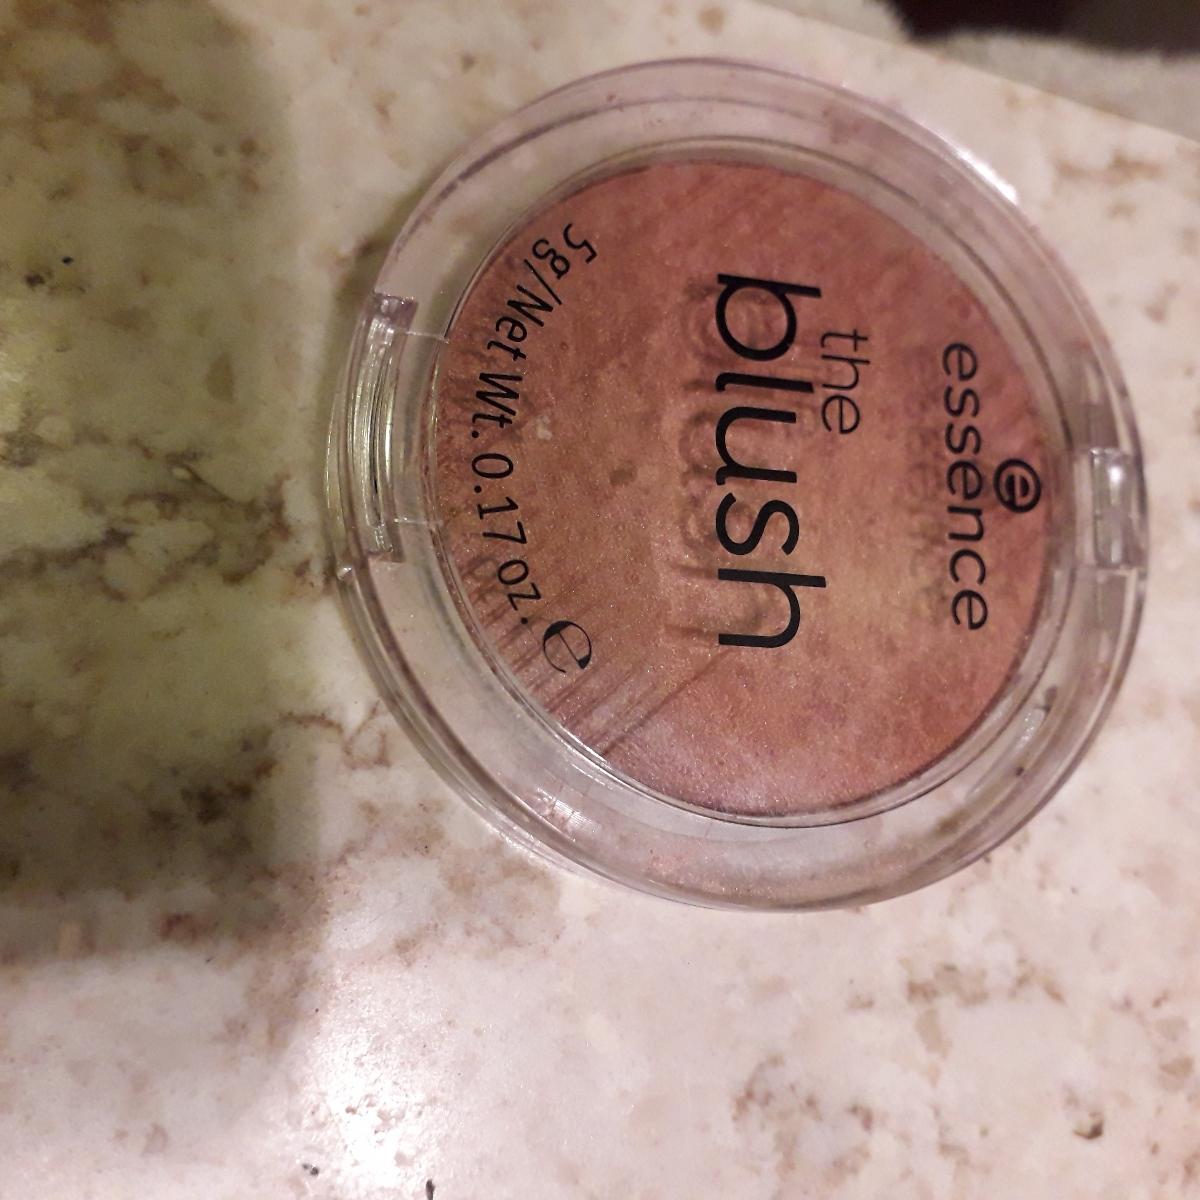 e
essence
the
blush
5g/Net Wt. 0.17 oz. ℮